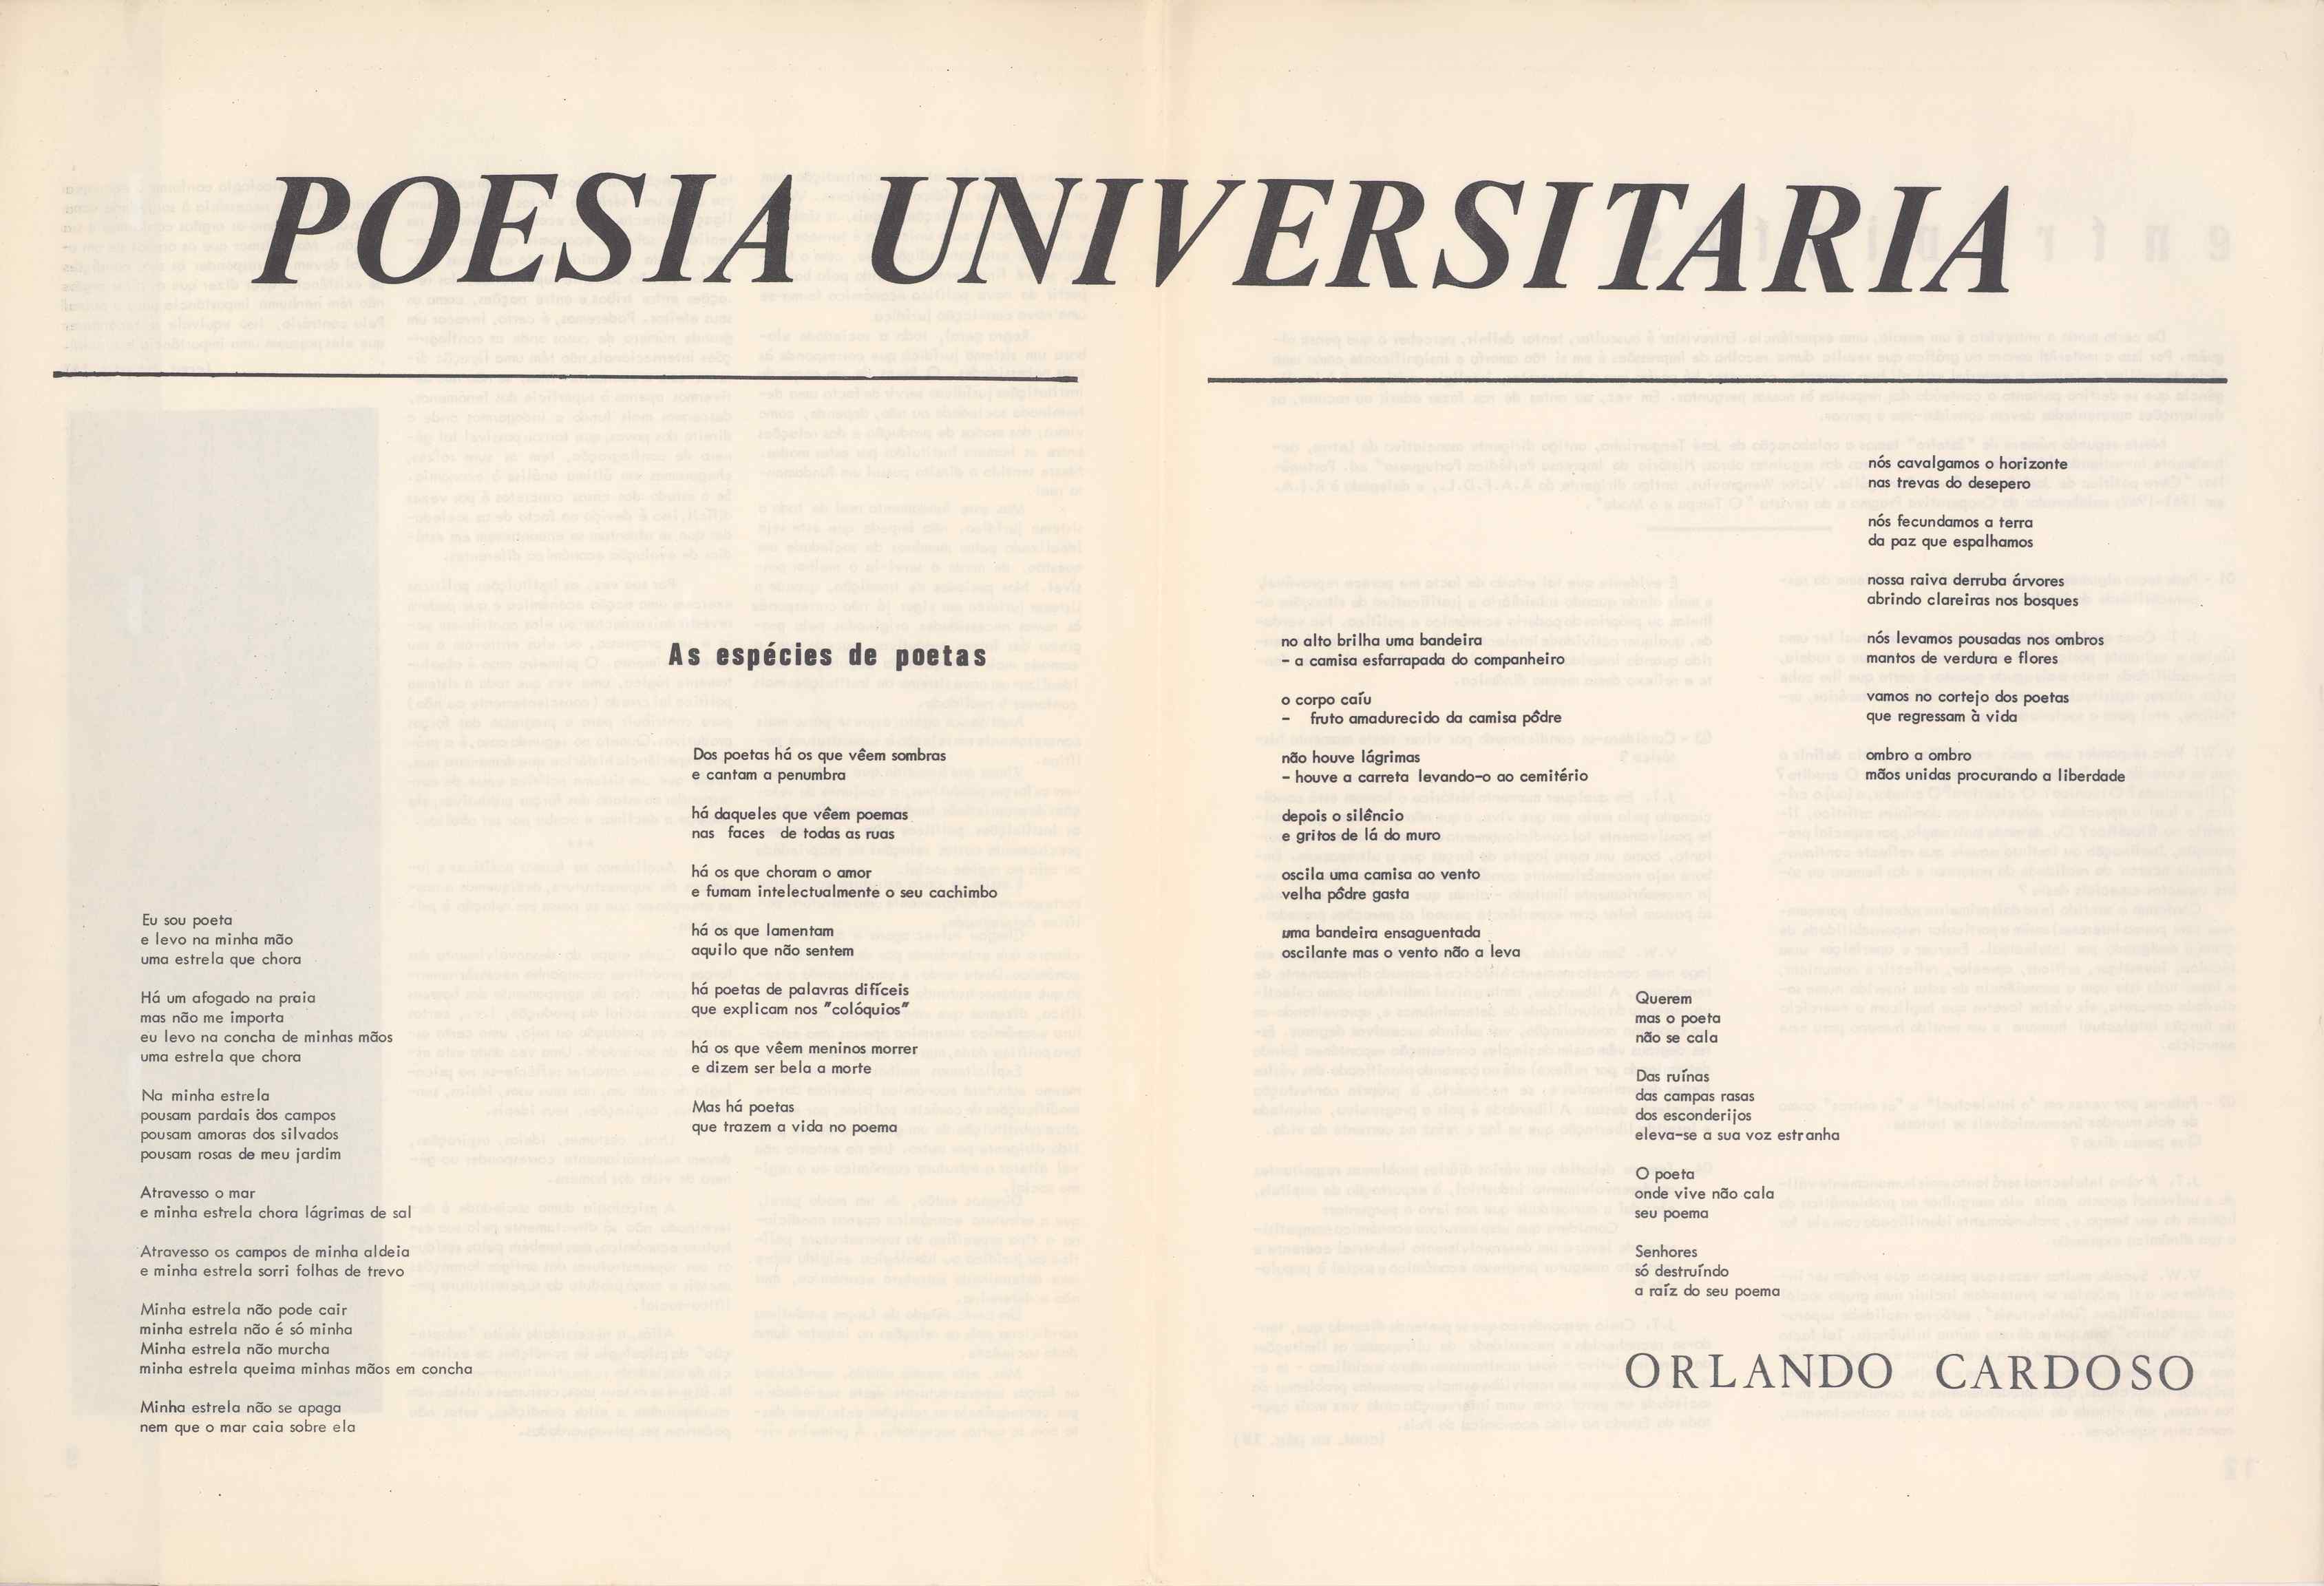 POESIA UNIVERSITARIA
Eu sou poeta
e levo na minha mão
uma estrela que chora
Há um afogado na praia
mas não me importa
eu levo na concha de minhas mãos
uma estrela que chora
Na minha estrela
pousam pardais dos campos
pousam amoras dos silvados
pousam rosas de meu jardim
Atravesso o mar
e minha estrela chora lágrimas de sal
Atravesso os campos de minha aldeia
e minha estrela sorri folhas de trevo
Minha estrela não pode cair
minha estrela não é só minha
Minha estrela não murcha
minha estrela queima minhas mãos em concha
Minha estrela não se apaga
nem que o mar caia sobre ela
As espécies de poetas
Dos poetas há os que vêem sombras
e cantam a penumbra
há daqueles que vêem poemas
nas faces de todas as ruas
há os que choram o amor
e fumam intelectualmente o seu cachimbo
há os que lamentam
aquilo que não sentem
há poetas de palavras difíceis
que explicam nos "colóquios"
há os que vêem meninos morrer
e dizem ser bela a morte
Mas há poetas
que trazem a vida no poema
no alto brilha uma bandeira
- a camisa esfarrapada do companheiro
o corpo caíu
- fruto amadurecido da camisa pôdre
não houve lágrimas
- houve a carreta levando-o ao cemitério
depois o silêncio
e gritos de lá do muro
oscila uma camisa ao vento
velha pôdre gasta
uma bandeira ensaguentada
oscilante mas o vento não a leva
Querem
mas o poeta
não se cala
Das ruínas
das campas rasas
dos esconderijos
eleva-se a sua voz estranha
O poeta
onde vive não cala
seu poema
Senhores
só destruíndo
a raíz do seu poema
nós cavalgamos o horizonte
nas trevas do desepero
nós fecundamos a terra
da paz que espalhamos
nossa raiva derruba árvores
abrindo clareiras nos bosques
nós levamos pousadas nos ombros
mantos de verdura e flores
vamos no cortejo dos poetas
que regressam à vida
ombro a ombro
mãos unidas procurando a liberdade
ORLANDO CARDOSO